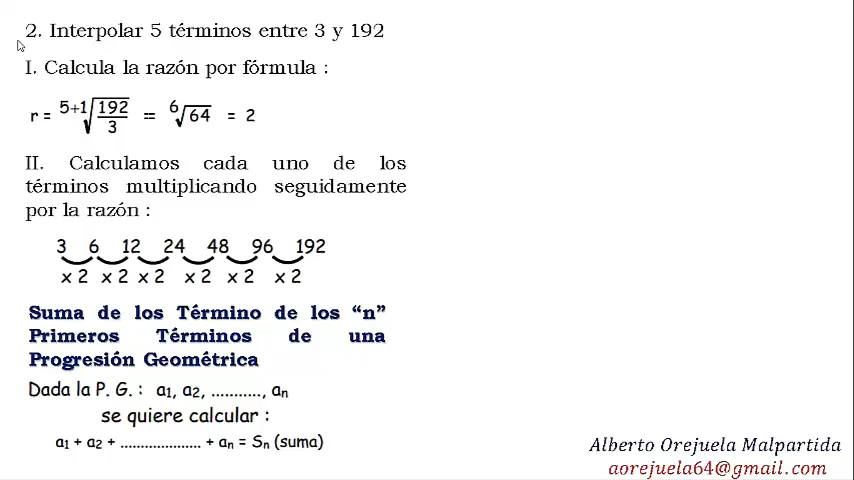 2. Interpolar 5 términos entre 3 y 192
I. Calcula la razón por fórmula :
r = ⁵⁺¹√(192/3) = ⁶√64 = 2
II. Calculamos cada uno de los
términos multiplicando seguidamente
por la razón :
3 6 12 24 48 96 192
x 2 x 2 x 2 x 2 x 2 x 2
Suma de los Término de los “n”
Primeros Términos de una
Progresión Geométrica
Dada la P. G. : a₁, a₂, ..........., aₙ
se quiere calcular :
a₁ + a₂ + .................... + aₙ = Sₙ (suma)
Alberto Orejuela Malpartida
aorejuela64@gmail.com